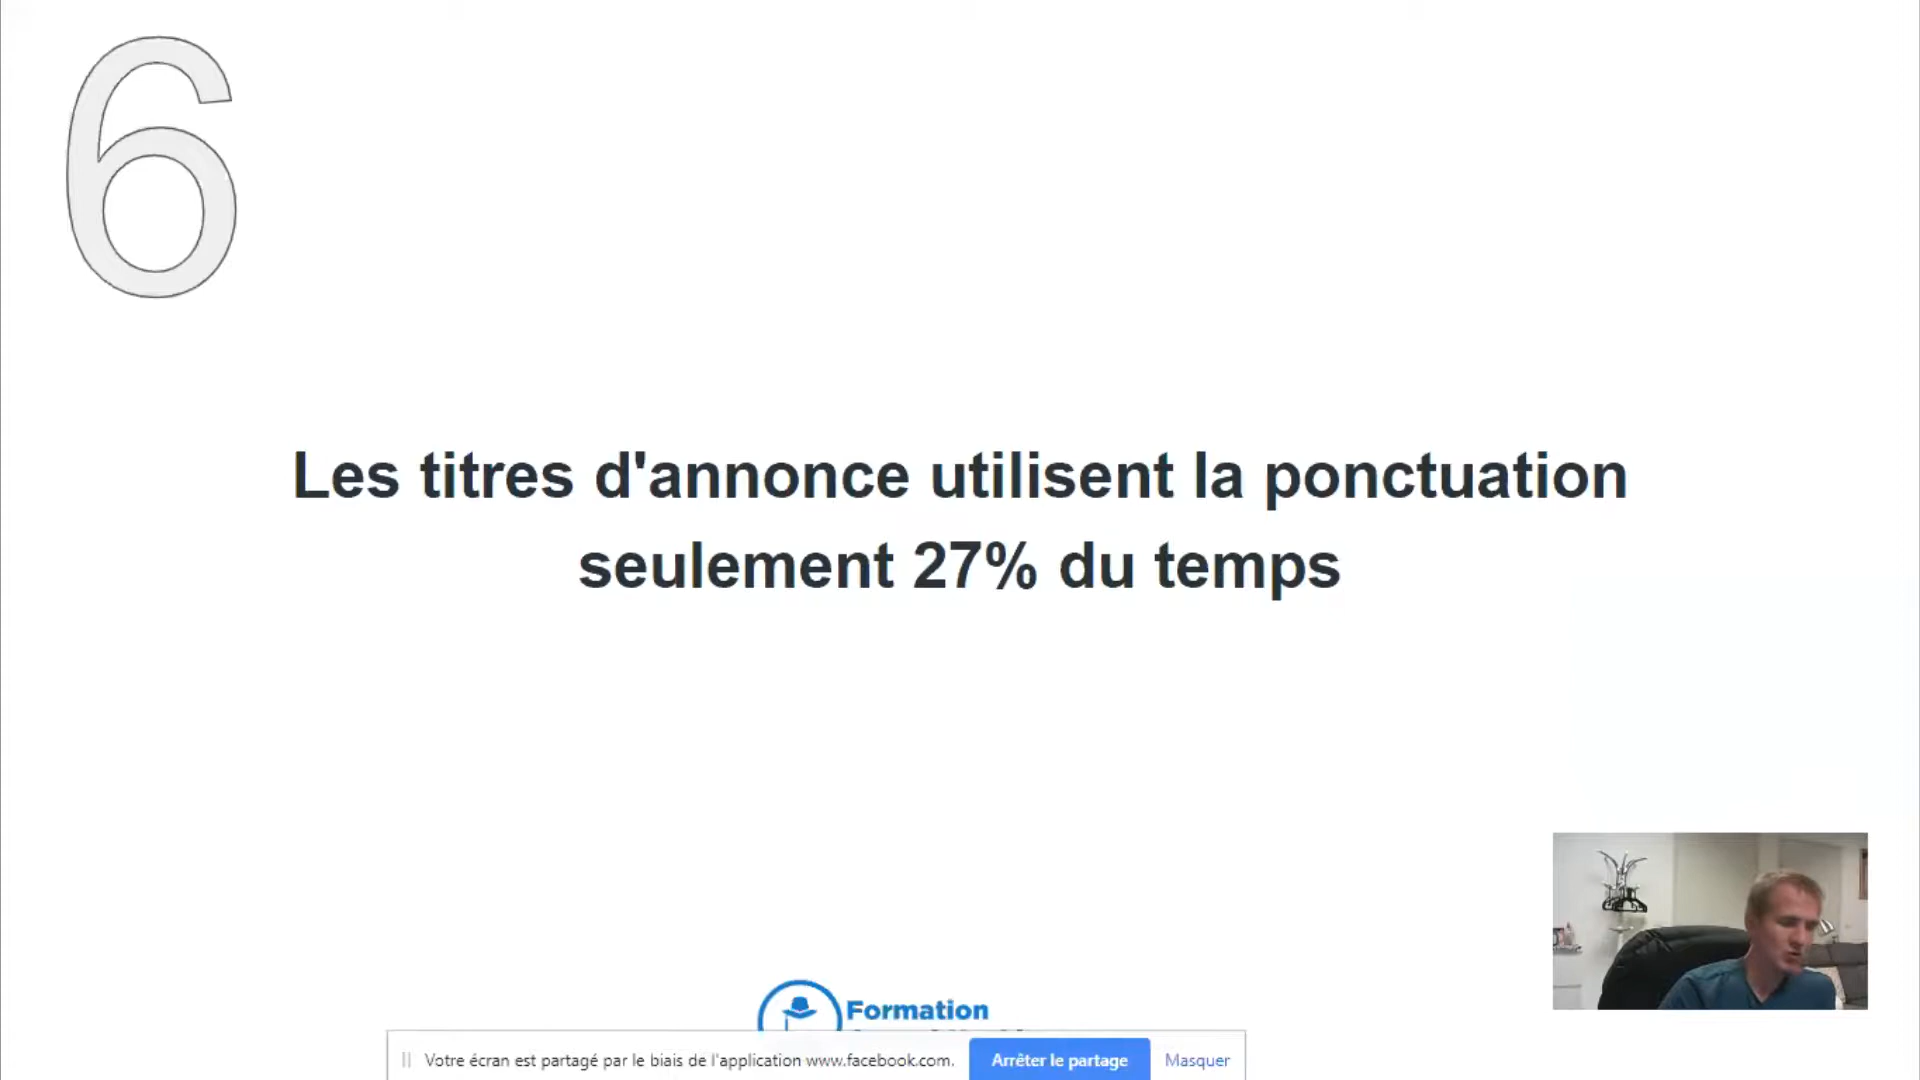 6
Les titres d'annonce utilisent la ponctuation
seulement 27% du temps
Formation
Votre écran est partagé par le biais de l'application www.facebook.com.
Arrêter le partage
Masquer